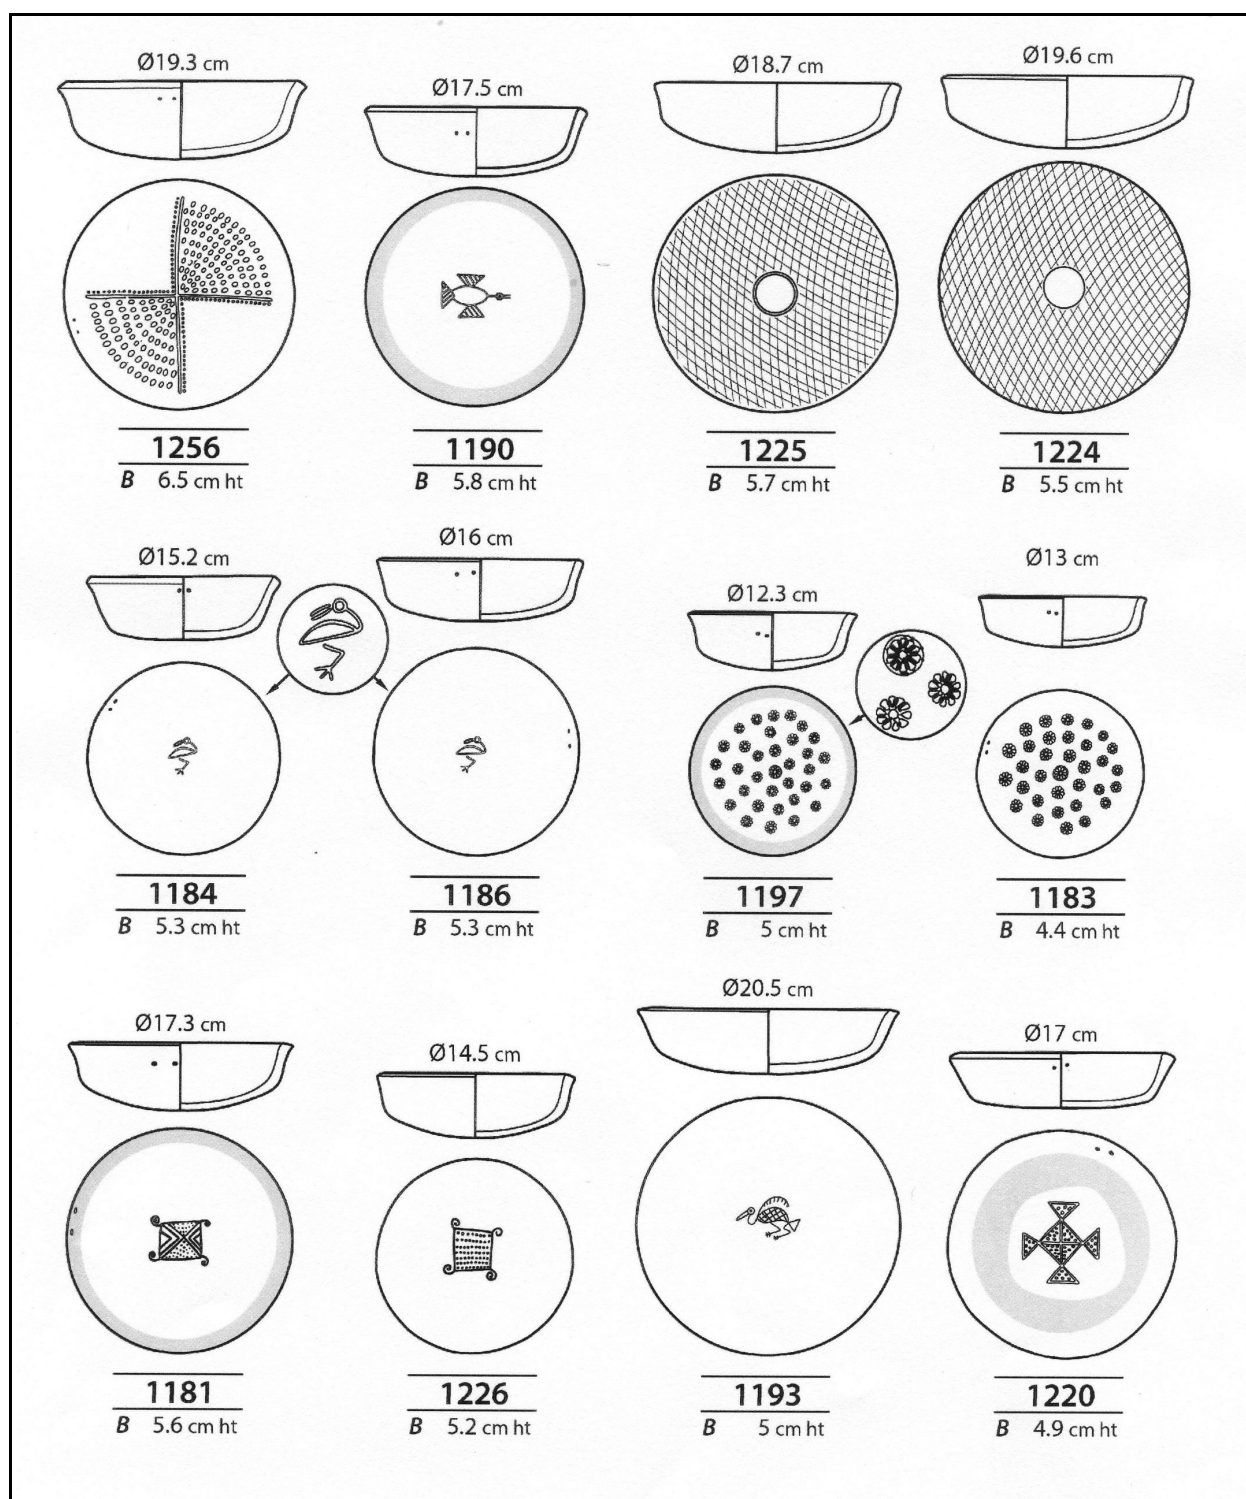 Ø19.3 cm
Ø17.5 cm
Ø18.7 cm
Ø19.6 cm
1256
B 6.5 cm ht
1190
B 5.8 cm ht
1225
B 5.7 cm ht
1224
B 5.5 cm ht
Ø15.2 cm
Ø16 cm
Ø12.3 cm
Ø13 cm
1184
B 5.3 cm ht
1186
B 5.3 cm ht
1197
B 5 cm ht
1183
B 4.4 cm ht
Ø17.3 cm
Ø14.5 cm
Ø20.5 cm
Ø17 cm
1181
B 5.6 cm ht
1226
B 5.2 cm ht
1193
B 5 cm ht
1220
B 4.9 cm ht